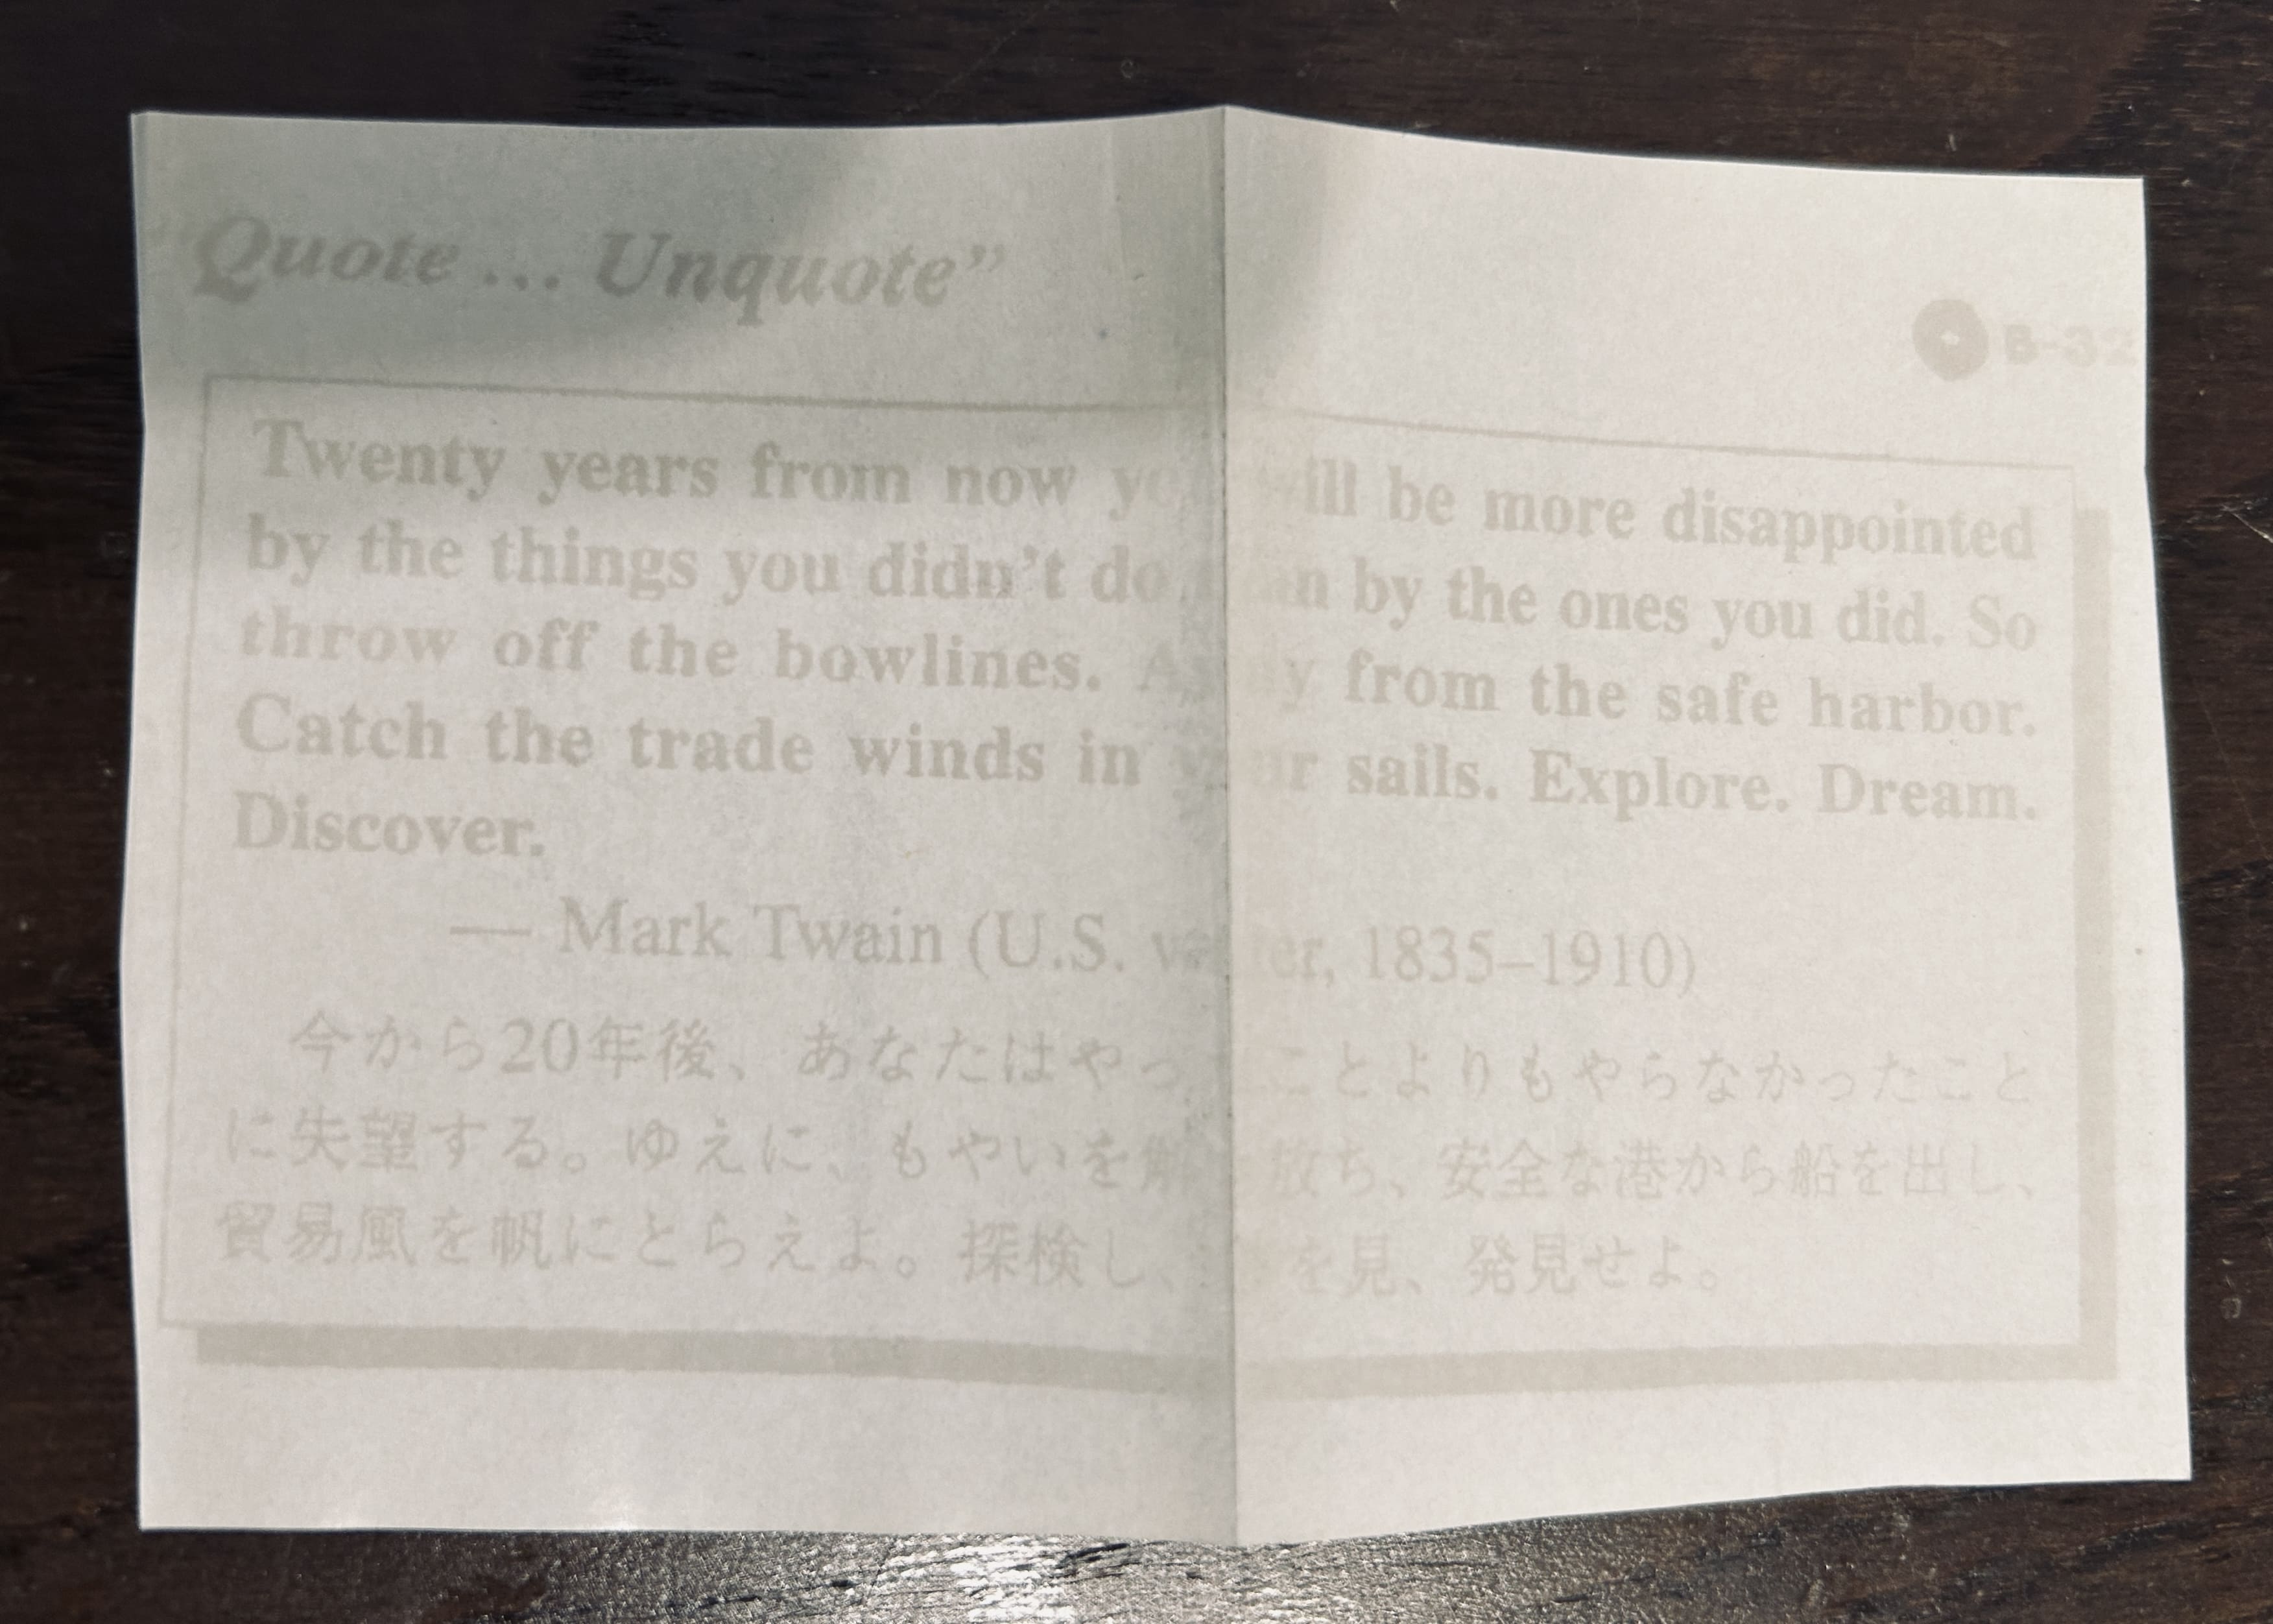 "Quote ... Unquote"
B-32
Twenty years from now you will be more disappointed
by the things you didn't do than by the ones you did. So
throw off the bowlines. Away from the safe harbor.
Catch the trade winds in your sails. Explore. Dream.
Discover.
— Mark Twain (U.S. writer, 1835–1910)
今から20年後、あなたはやったことよりもやらなかったこと
に失望する。ゆえに、もやいを解き放ち、安全な港から船を出し、
貿易風を帆にとらえよ。探検し、夢を見、発見せよ。